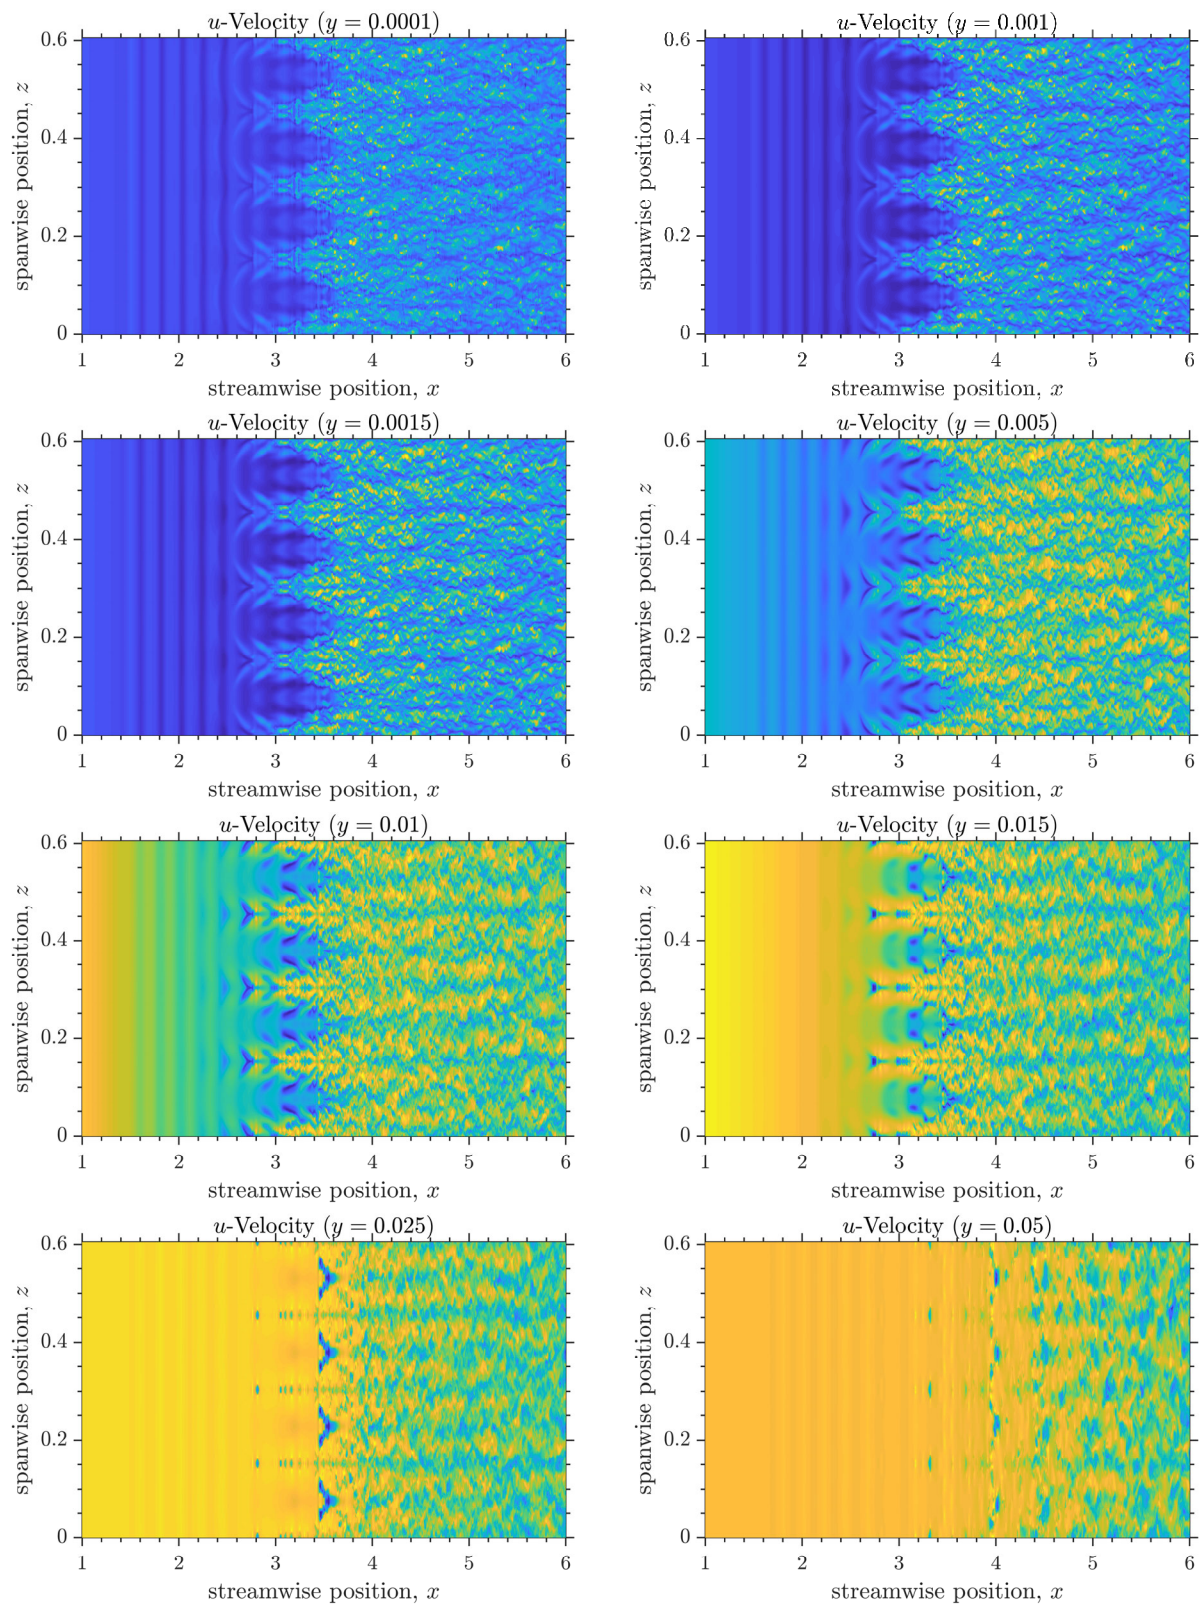 u-Velocity (y = 0.0001)
0.6
0.4
0.2
0
spanwise position, z
1 2 3 4 5 6
streamwise position, x
u-Velocity (y = 0.001)
0.6
0.4
0.2
0
spanwise position, z
1 2 3 4 5 6
streamwise position, x
u-Velocity (y = 0.0015)
0.6
0.4
0.2
0
spanwise position, z
1 2 3 4 5 6
streamwise position, x
u-Velocity (y = 0.005)
0.6
0.4
0.2
0
spanwise position, z
1 2 3 4 5 6
streamwise position, x
u-Velocity (y = 0.01)
0.6
0.4
0.2
0
spanwise position, z
1 2 3 4 5 6
streamwise position, x
u-Velocity (y = 0.015)
0.6
0.4
0.2
0
spanwise position, z
1 2 3 4 5 6
streamwise position, x
u-Velocity (y = 0.025)
0.6
0.4
0.2
0
spanwise position, z
1 2 3 4 5 6
streamwise position, x
u-Velocity (y = 0.05)
0.6
0.4
0.2
0
spanwise position, z
1 2 3 4 5 6
streamwise position, x